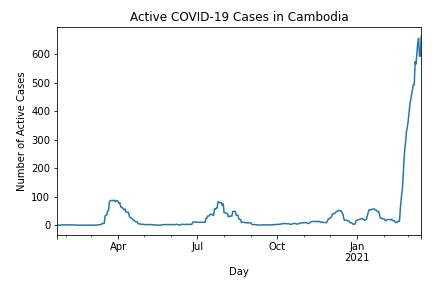 Active COVID-19 Cases in Cambodia
Number of Active Cases
600
500
400
300
200
100
0
Apr
Jul
Oct
Jan
2021
Day